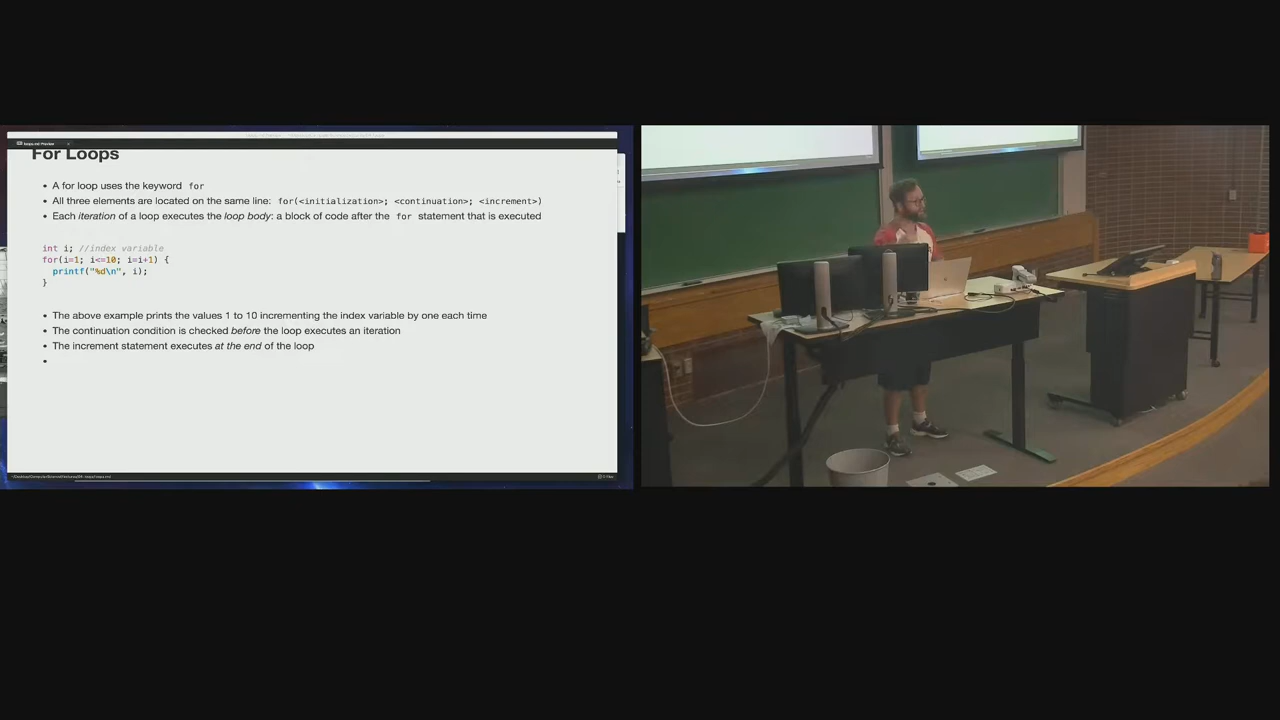 loops.md Preview
For Loops
• A for loop uses the keyword for
• All three elements are located on the same line: for(<initialization>; <continuation>; <increment>)
• Each iteration of a loop executes the loop body: a block of code after the for statement that is executed
int i; //index variable
for(i=1; i<=10; i=i+1) {
printf("%d\n", i);
}
• The above example prints the values 1 to 10 incrementing the index variable by one each time
• The continuation condition is checked before the loop executes an iteration
• The increment statement executes at the end of the loop
•